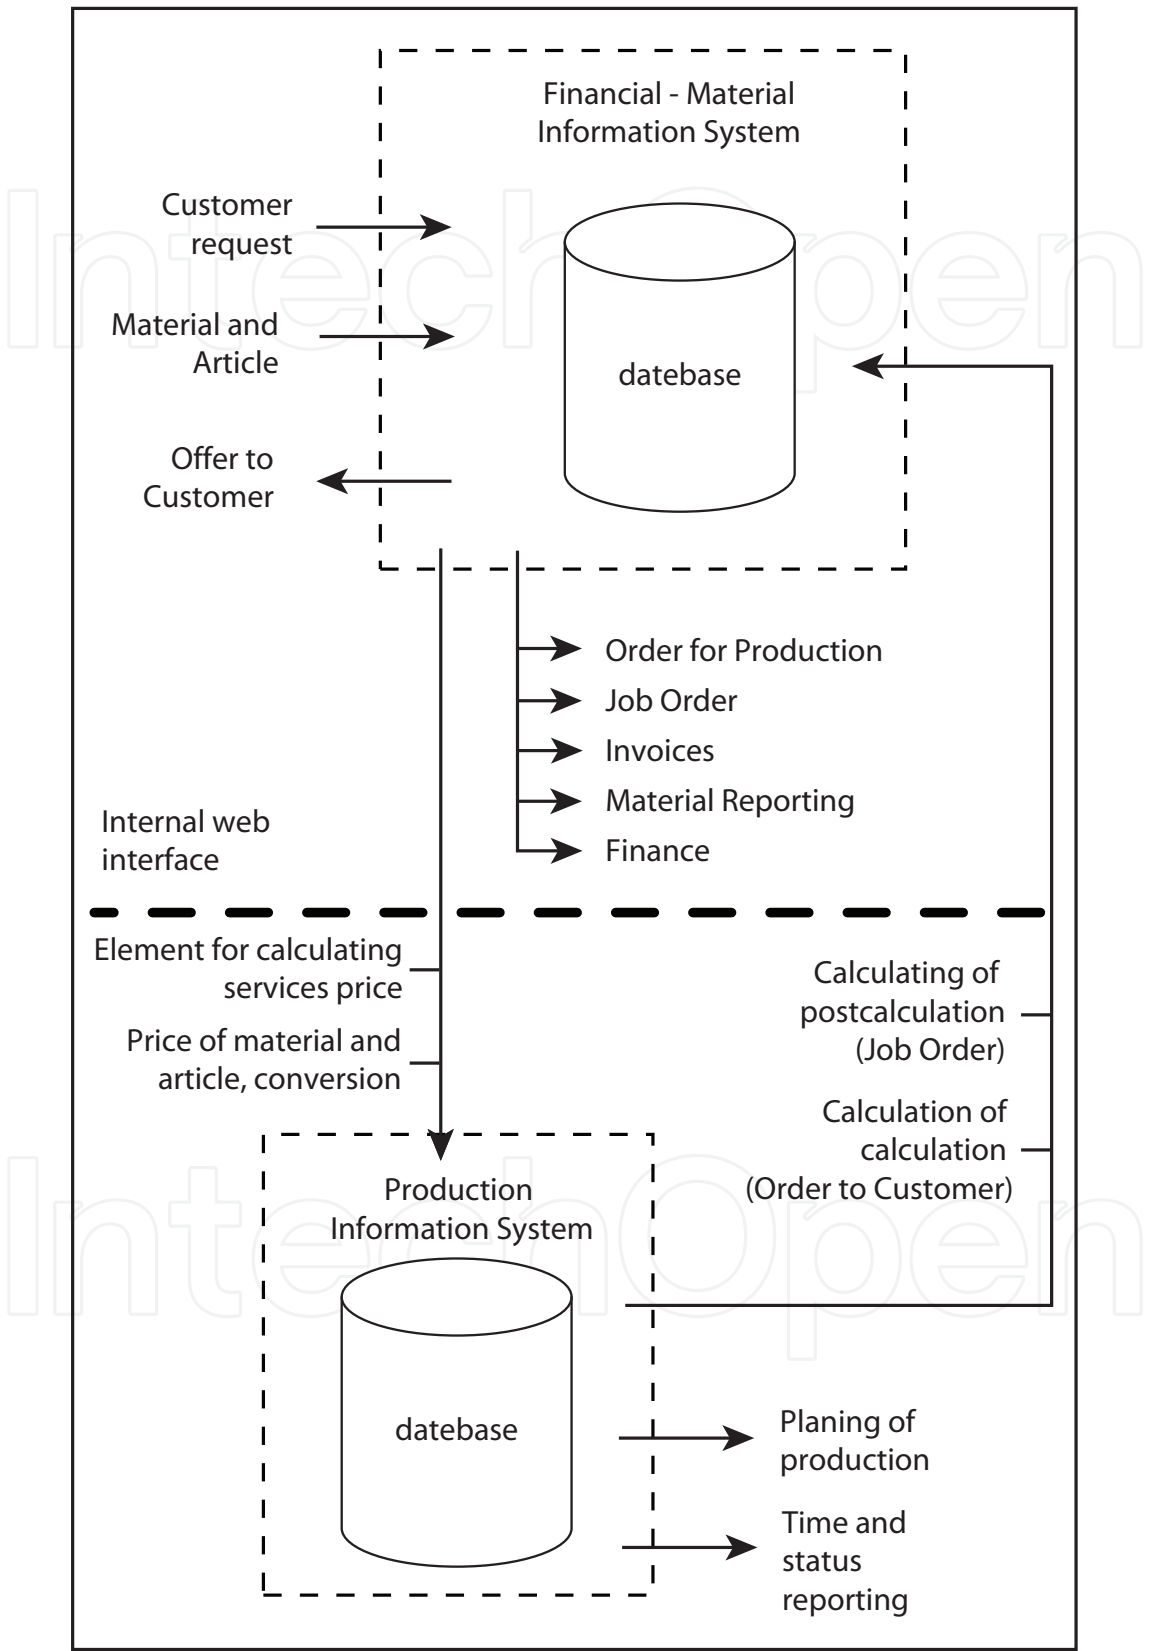 Financial - Material
Information System
Customer
request
Material and
Article
datebase
Offer to
Customer
Order for Production
Job Order
Invoices
Material Reporting
Finance
Internal web
interface
Element for calculating
services price
Price of material and
article, conversion
Calculating of
postcalculation
(Job Order)
Calculation of
calculation
(Order to Customer)
Production
Information System
datebase
Planing of
production
Time and
status
reporting
IntechOpen
IntechOpen